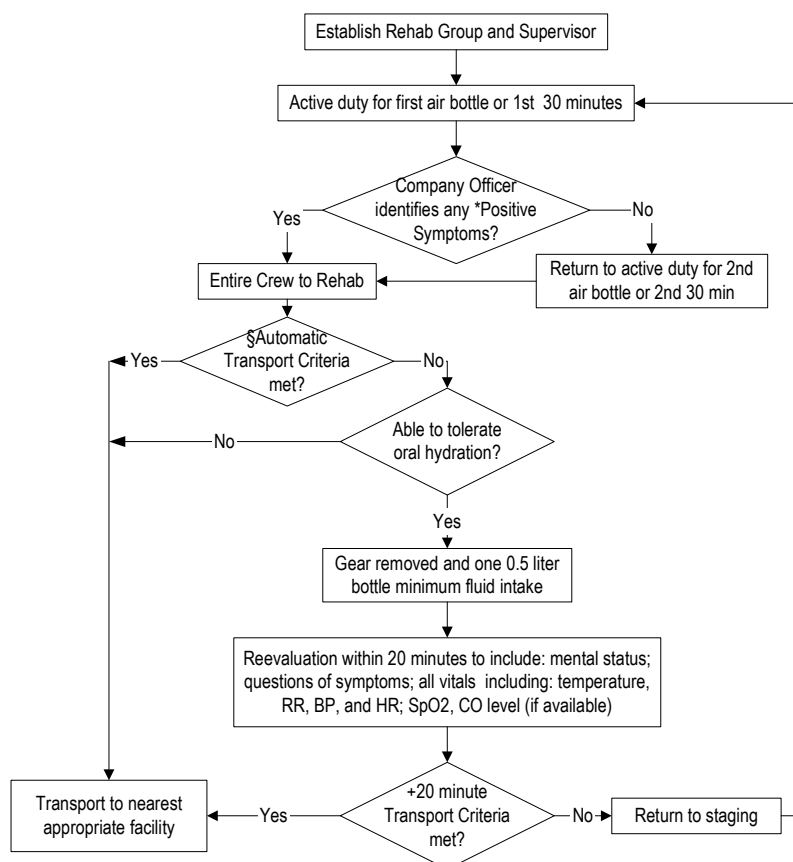 Establish Rehab Group and Supervisor
Active duty for first air bottle or 1st 30 minutes
Company Officer
identifies any *Positive
Symptoms?
Yes
No
Entire Crew to Rehab
Return to active duty for 2nd
air bottle or 2nd 30 min
§Automatic
Transport Criteria
met?
Yes
No
Able to tolerate
oral hydration?
No
Yes
Gear removed and one 0.5 liter
bottle minimum fluid intake
Reevaluation within 20 minutes to include: mental status;
questions of symptoms; all vitals including: temperature,
RR, BP, and HR; SpO2, CO level (if available)
+20 minute
Transport Criteria
met?
Yes
No
Transport to nearest
appropriate facility
Return to staging